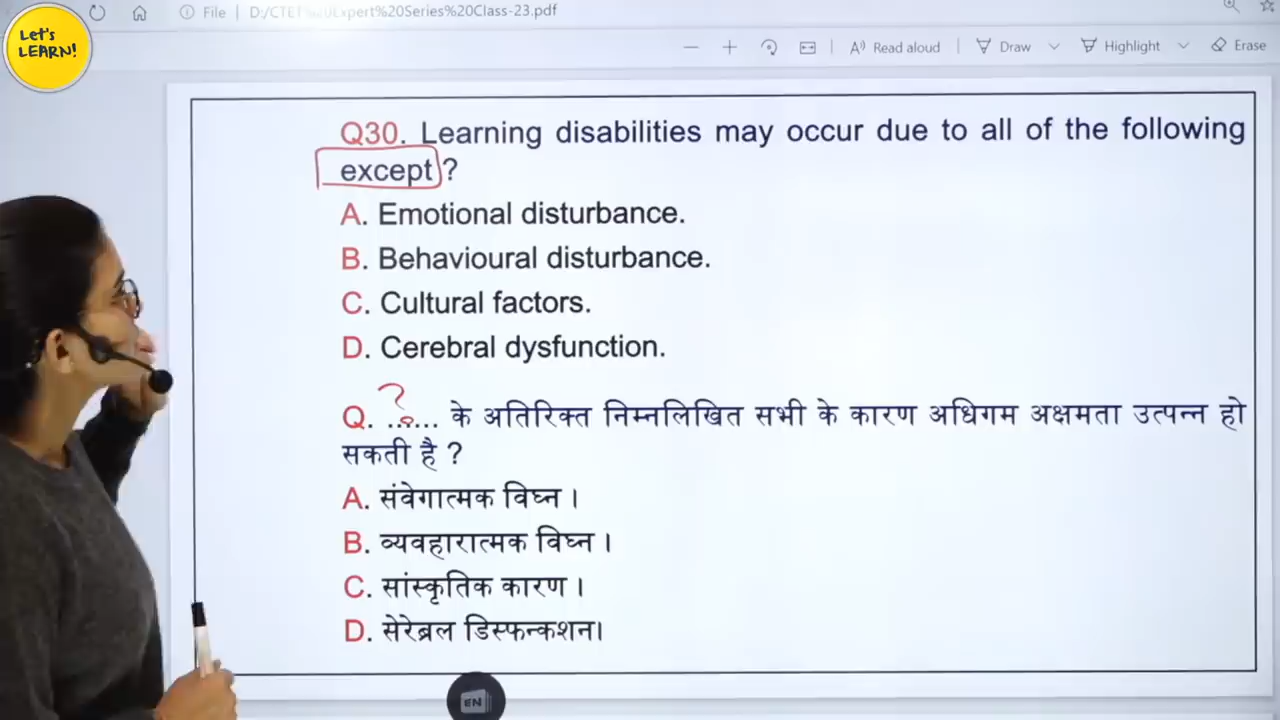 Let's
LEARN!
File | D:/CTET%20Expert%20Series%20Class-23.pdf
Read aloud
Draw
Highlight
Erase
Q30. Learning disabilities may occur due to all of the following
except ?
A. Emotional disturbance.
B. Behavioural disturbance.
C. Cultural factors.
D. Cerebral dysfunction.
?
Q. ...... के अतिरिक्त निम्नलिखित सभी के कारण अधिगम अक्षमता उत्पन्न हो
सकती है ?
A. संवेगात्मक विघ्न ।
B. व्यवहारात्मक विघ्न ।
C. सांस्कृतिक कारण ।
D. सेरेब्रल डिस्फन्कशन।
EN